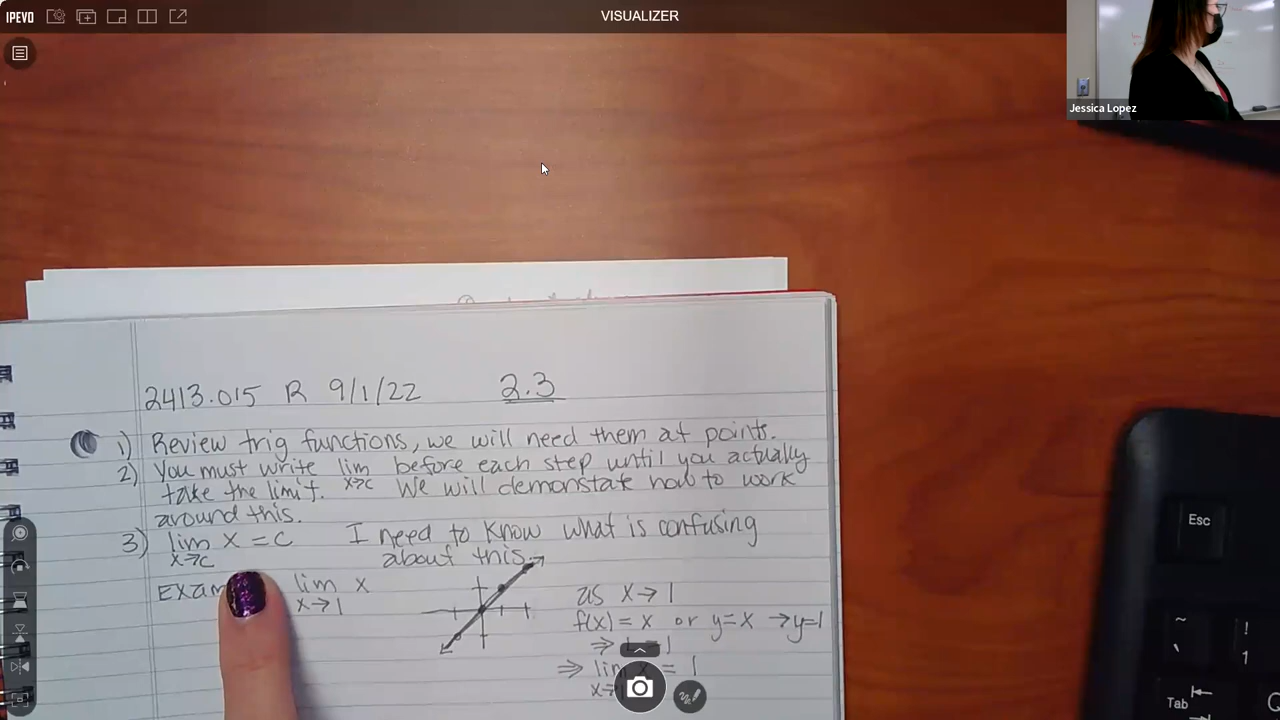 IPEVO
VISUALIZER
Jessica Lopez
2413.015 R 9/1/22 2.3
1) Review trig functions, we will need them at points.
2) You must write lim before each step until you actually
x→c
take the limit. We will demonstate how to work
around this.
3) lim x = c I need to know what is confusing
x→c about this.
Exam lim x
x→1
as x→1
f(x) = x or y=x →y=1
⇒
⇒ lim = 1
x→
Esc
~
`
!
1
Tab
Q